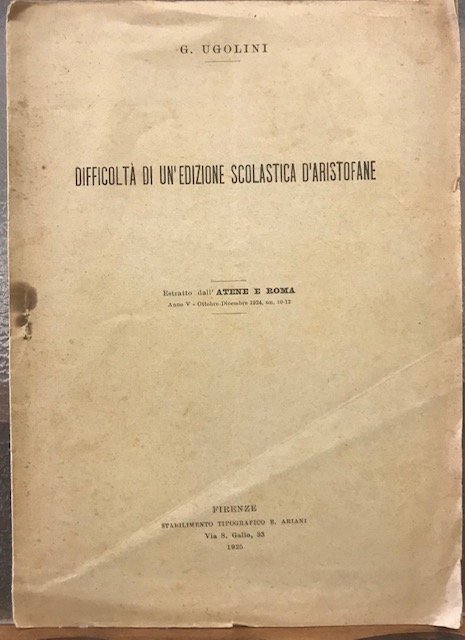 G. UGOLINI
DIFFICOLTÀ DI UN'EDIZIONE SCOLASTICA D'ARISTOFANE
Estratto dall' ATENE E ROMA
Anno V - Ottobre-Dicembre 1924, nn. 10-12
FIRENZE
STABILIMENTO TIPOGRAFICO E. ARIANI
Via S. Gallo, 33
1925